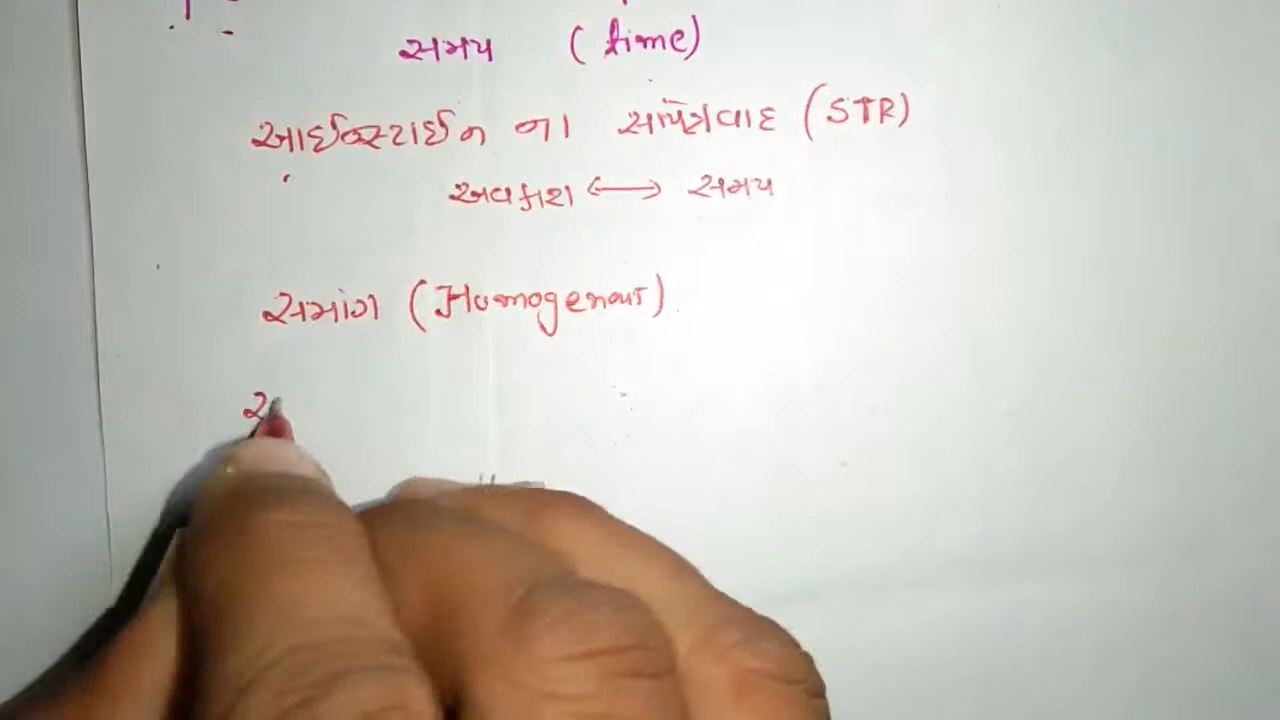 સમય (time)
આઈન્સ્ટાઈન ના સાપેક્ષવાદ (STR)
અવકાશ ⟷ સમય
સમાંગ (Homogenous)